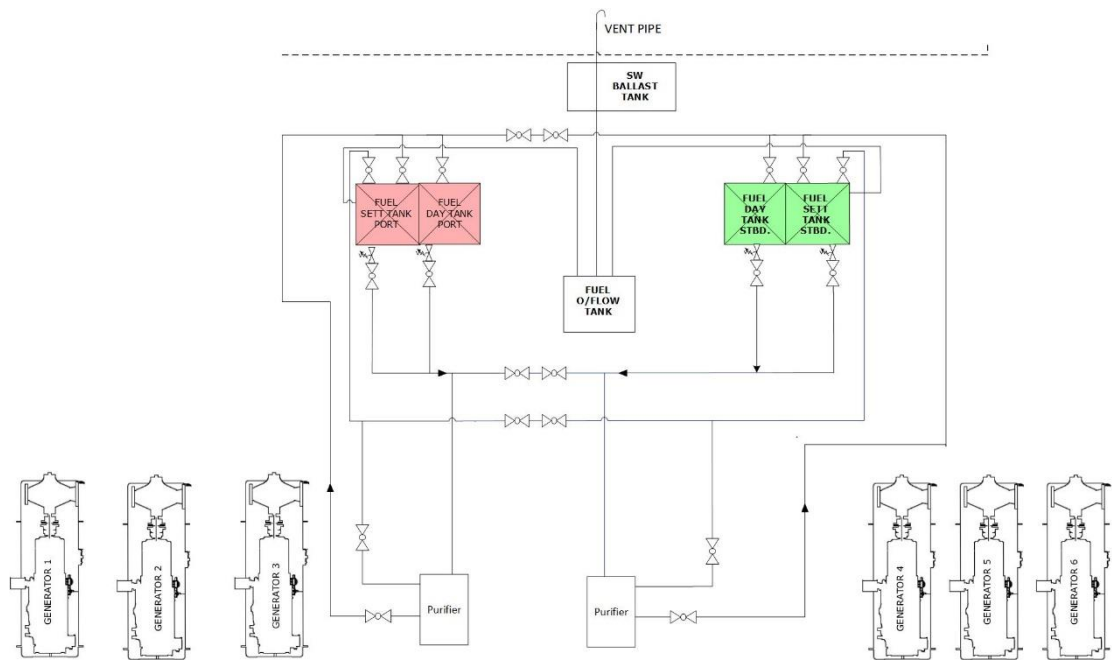 VENT PIPE
SW
BALLAST
TANK
FUEL
SETT TANK
PORT
FUEL
DAY TANK
PORT
FUEL
DAY
TANK
STBD.
FUEL
SETT
TANK
STBD.
FUEL
O/FLOW
TANK
GENERATOR 1
GENERATOR 2
GENERATOR 3
Purifier
Purifier
GENERATOR 4
GENERATOR 5
GENERATOR 6